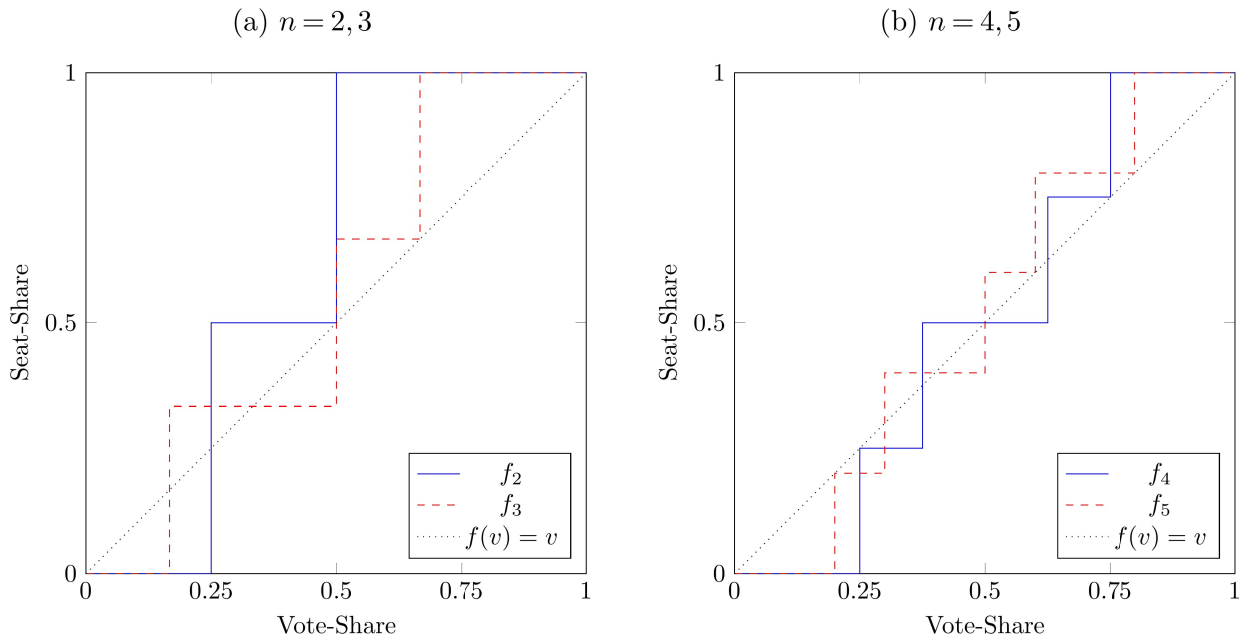 (a) n = 2, 3
1
0.5
0
Seat-Share
0
0.25
0.5
0.75
1
Vote-Share
f₂
f₃
f(v) = v
(b) n = 4, 5
1
0.5
0
Seat-Share
0
0.25
0.5
0.75
1
Vote-Share
f₄
f₅
f(v) = v